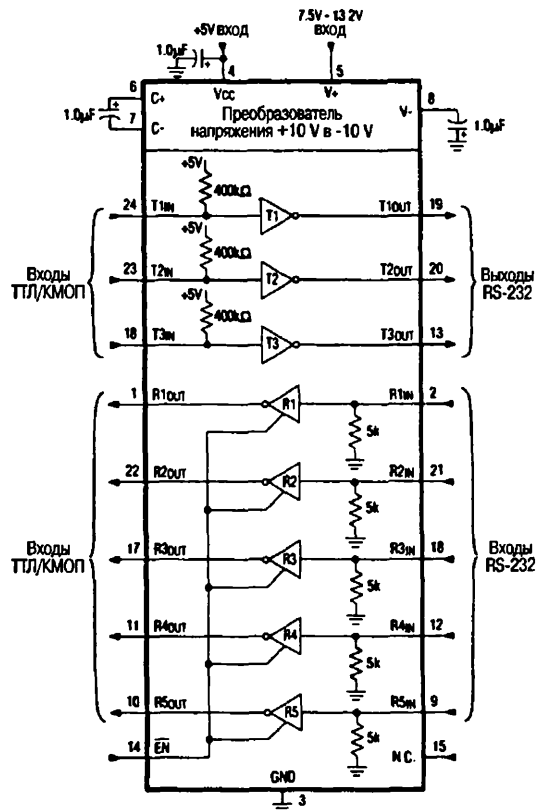 +5V ВХОД
7.5V - 13 2V
ВХОД
1.0µF
4
5
6
C+
Vcc
V+
V-
8
1.0µF
7
C-
Преобразователь
напряжения +10 V в -10 V
1.0µF
+5V
400kΩ
24
T1IN
T1
T1OUT
19
+5V
400kΩ
23
T2IN
T2
T2OUT
20
+5V
400kΩ
18
T3IN
T3
T3OUT
13
Входы
ТТЛ/КМОП
Выходы
RS-232
1
R1OUT
R1
R1IN
2
5k
22
R2OUT
R2
R2IN
21
5k
17
R3OUT
R3
R3IN
18
5k
11
R4OUT
R4
R4IN
12
5k
10
R5OUT
R5
R5IN
9
5k
Входы
ТТЛ/КМОП
Входы
RS-232
14
EN
N.C.
15
GND
3